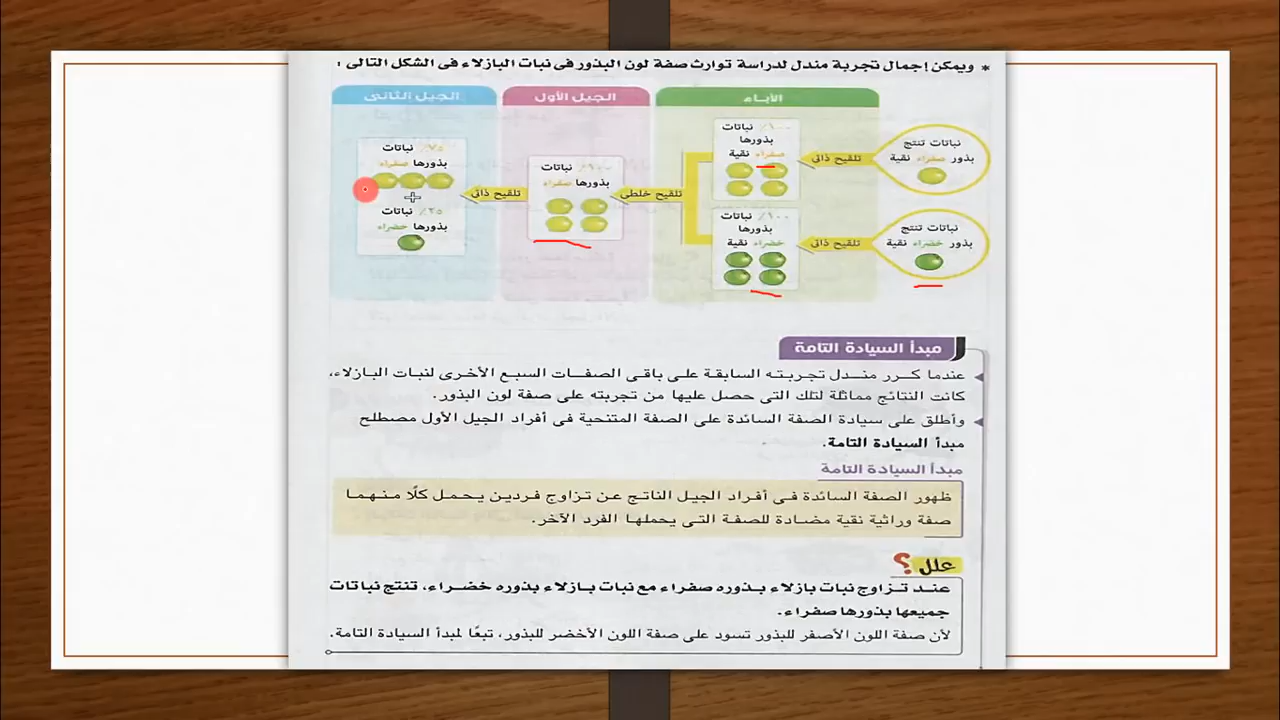 * ويمكن إجمال تجربة مندل لدراسة توارث صفة لون البذور فى نبات البازلاء فى الشكل التالى :
الآباء
الجيل الأول
الجيل الثانى
نباتات تنتج
بذور صفراء نقية
تلقيح ذاتى
١٠٠٪ نباتات
بذورها
صفراء نقية
نباتات تنتج
بذور خضراء نقية
تلقيح ذاتى
١٠٠٪ نباتات
بذورها
خضراء نقية
تلقيح خلطى
١٠٠٪ نباتات
بذورها صفراء
تلقيح ذاتى
٧٥٪ نباتات
بذورها صفراء
+
٢٥٪ نباتات
بذورها خضراء
مبدأ السيادة التامة
عندما كرر مندل تجربته السابقة على باقى الصفات السبع الأخرى لنبات البازلاء،
كانت النتائج مماثلة لتلك التى حصل عليها من تجربته على صفة لون البذور.
وأطلق على سيادة الصفة السائدة على الصفة المتنحية فى أفراد الجيل الأول مصطلح
مبدأ السيادة التامة.
مبدأ السيادة التامة
ظهور الصفة السائدة فى أفراد الجيل الناتج عن تزاوج فردين يحمل كلًا منهما
صفة وراثية نقية مضادة للصفة التى يحملها الفرد الآخر.
علل ؟
عند تزاوج نبات بازلاء بذوره صفراء مع نبات بازلاء بذوره خضراء، تنتج نباتات
جميعها بذورها صفراء.
لأن صفة اللون الأصفر للبذور تسود على صفة اللون الأخضر للبذور، تبعًا لمبدأ السيادة التامة.